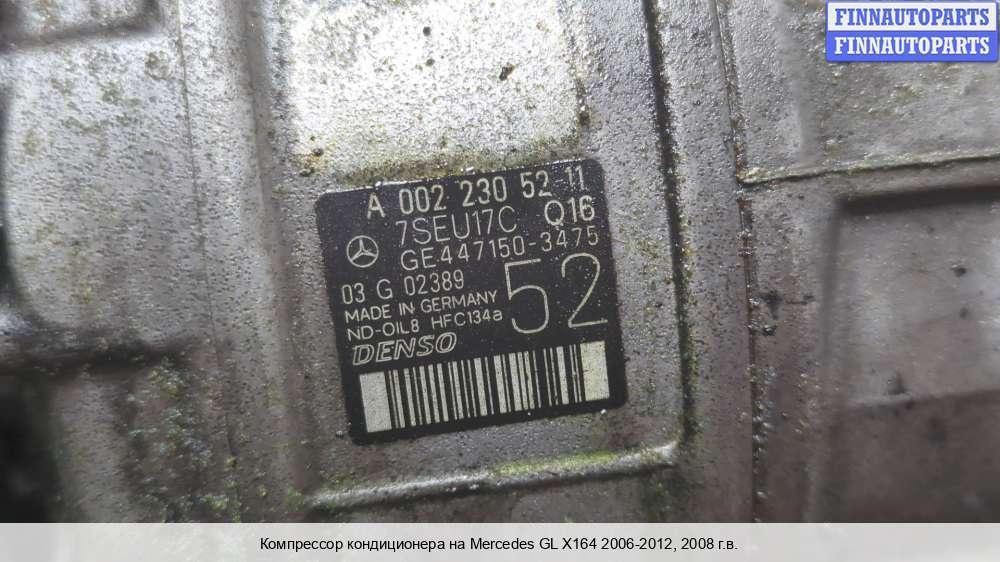 FINNAUTOPARTS
FINNAUTOPARTS
A 002 230 52 11
7SEU17C Q16
GE447150-3475
03 G 02389
MADE IN GERMANY
ND-OIL8 HFC134a
52
DENSO
Компрессор кондиционера на Mercedes GL X164 2006-2012, 2008 г.в.